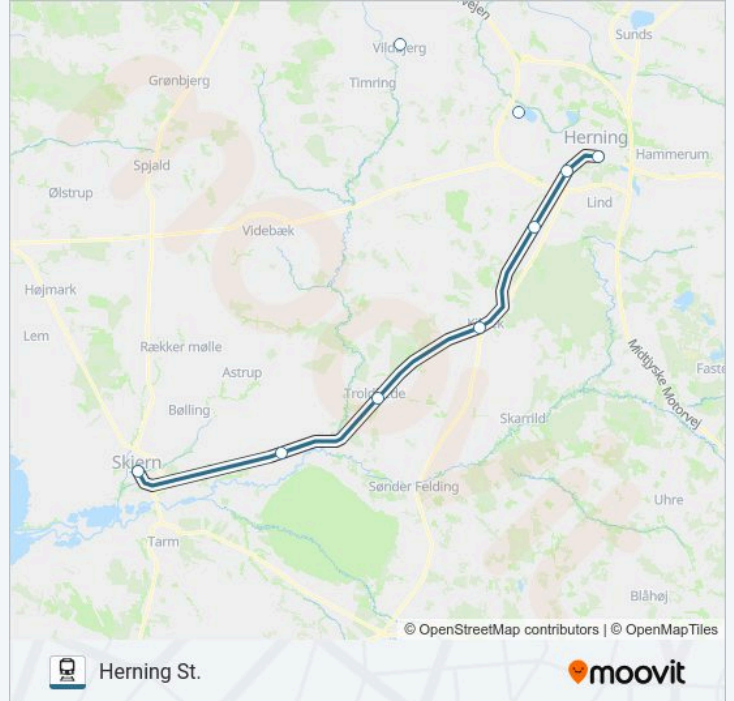 vejen
Sunds
Vildbjerg
Grønbjerg
Timring
Herning
Hammerum
Spjald
Ølstrup
Lind
Videbæk
Højmark
Lem
Rækker mølle
Astrup
Midtjyske Motorvej
Faste
Bølling
Skarrild
Skjern
Sønder Felding
Uhre
Tarm
Blåhøj
© OpenStreetMap contributors | © OpenMapTiles
Herning St.
moovit